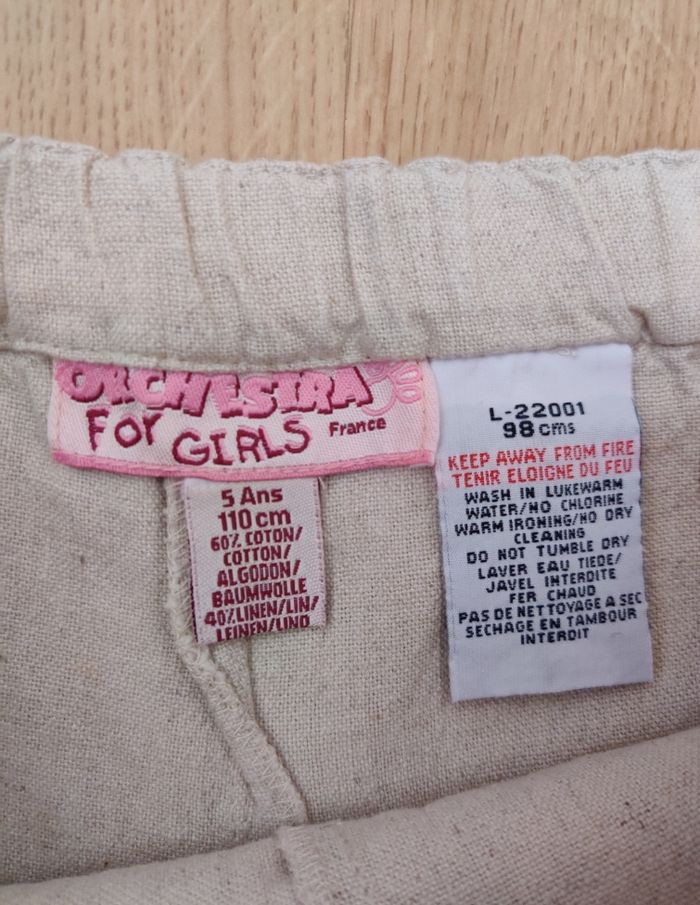 ORCHESTRA
For GIRLS France
5 Ans
110 cm
60% COTON/
COTTON/
ALGODON/
BAUMWOLLE
40%LINEN/LIN/
LEINEN/LINO
L-22001
98 cms
KEEP AWAY FROM FIRE
TENIR ELOIGNE DU FEU
WASH IN LUKEWARM
WATER/NO CHLORINE
WARM IRONING/NO DRY
CLEANING
DO NOT TUMBLE DRY
LAVER EAU TIEDE/
JAVEL INTERDITE
FER CHAUD
PAS DE NETTOYAGE A SEC
SECHAGE EN TAMBOUR
INTERDIT